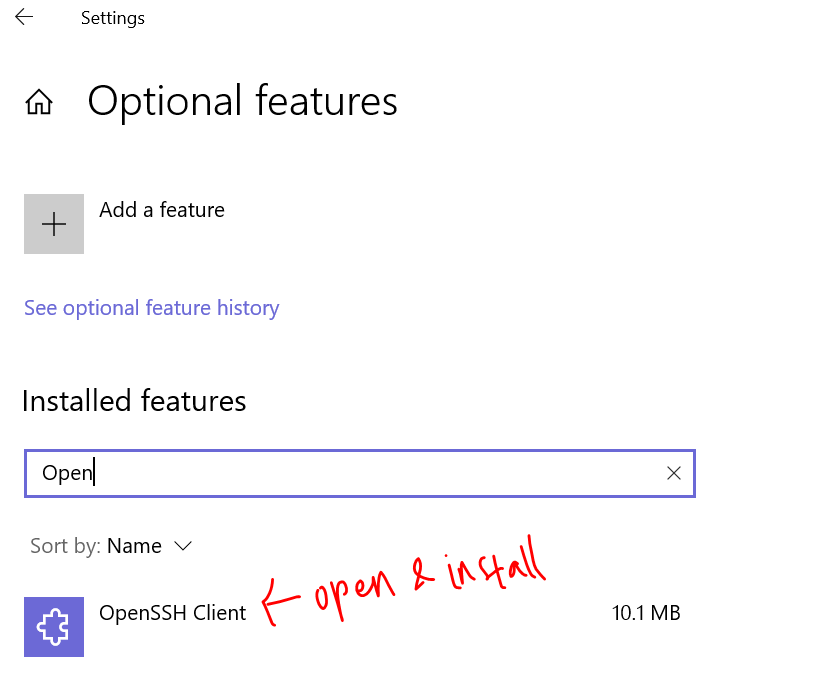 Settings
Optional features
Add a feature
See optional feature history
Installed features
Open
Sort by: Name
OpenSSH Client ← open & install 10.1 MB